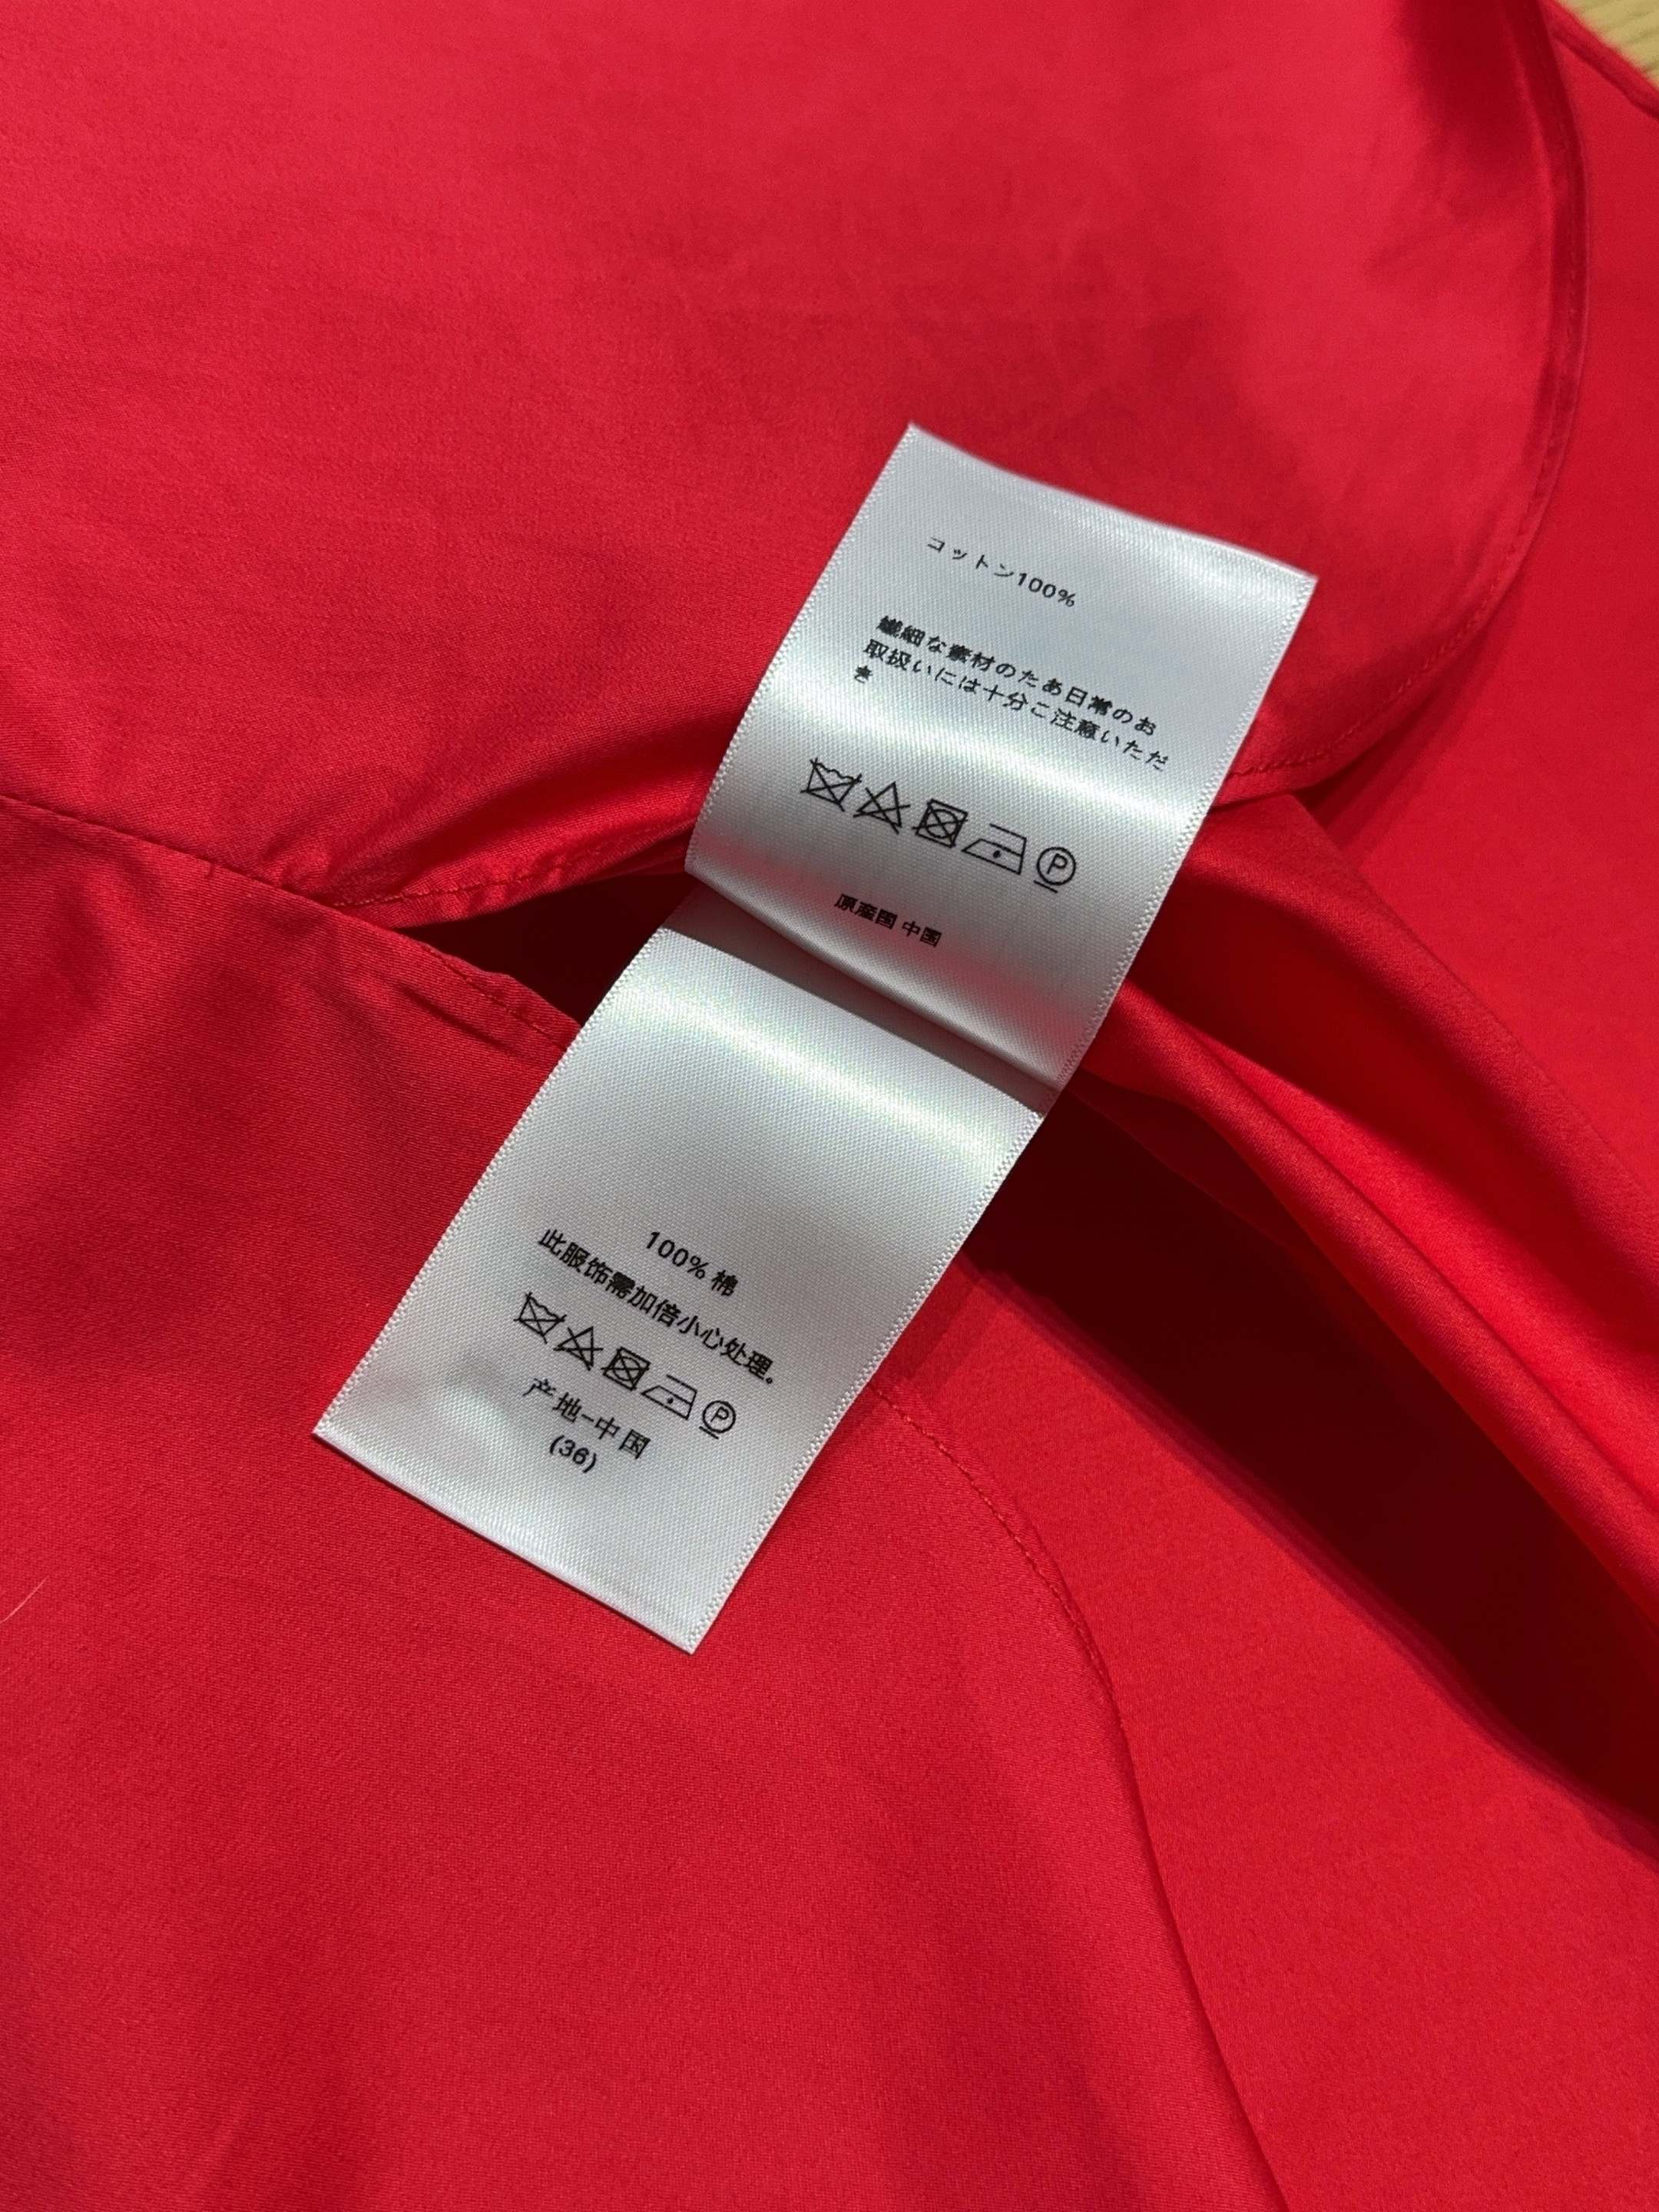 コットン100%
繊細な素材のたあ日常のお
取扱いには十分こ注意いただ
き
P
原産国 中国
100% 棉
此服饰需加倍小心处理。
P
产地-中国
(36)